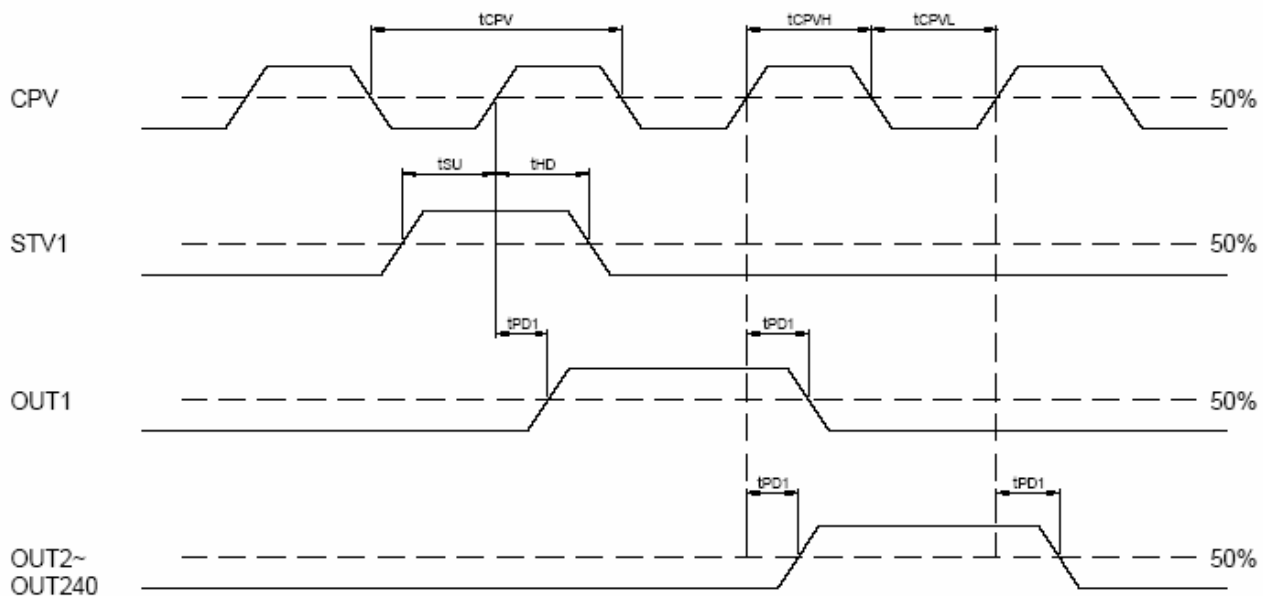 tCPV tCPVH tCPVL
CPV 50%
tSU tHD
STV1 50%
tPD1 tPD1
OUT1 50%
tPD1 tPD1
OUT2~ 50%
OUT240